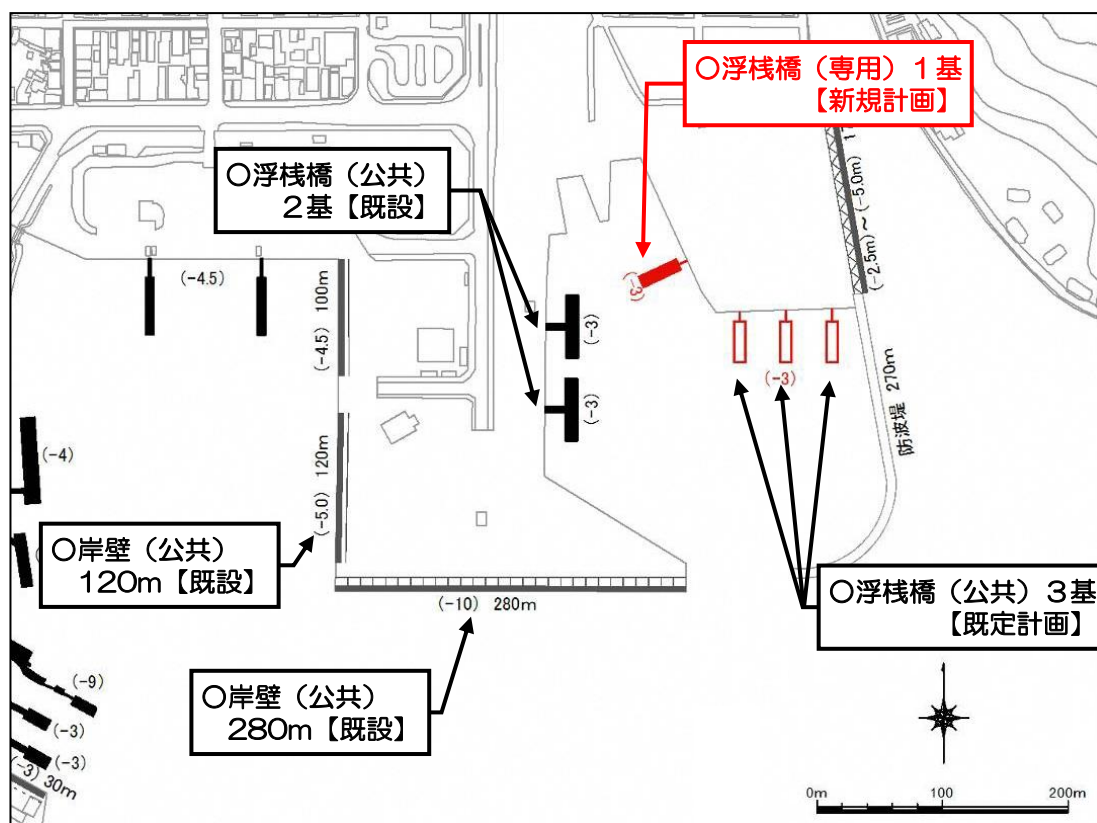 ○浮桟橋（専用）１基
【新規計画】
○浮桟橋（公共）
２基【既設】
(-2.5m)～(-5.0m)
(-4.5)
(-4.5) 100m
(-3)
(-3)
(-3)
(-3)
防波堤 270m
(-4)
(-5.0) 120m
○岸壁（公共）
120m【既設】
(-10) 280m
○浮桟橋（公共）３基
【既定計画】
○岸壁（公共）
280m【既設】
(-9)
(-3)
(-3)
(-3) 30m
0m 100 200m